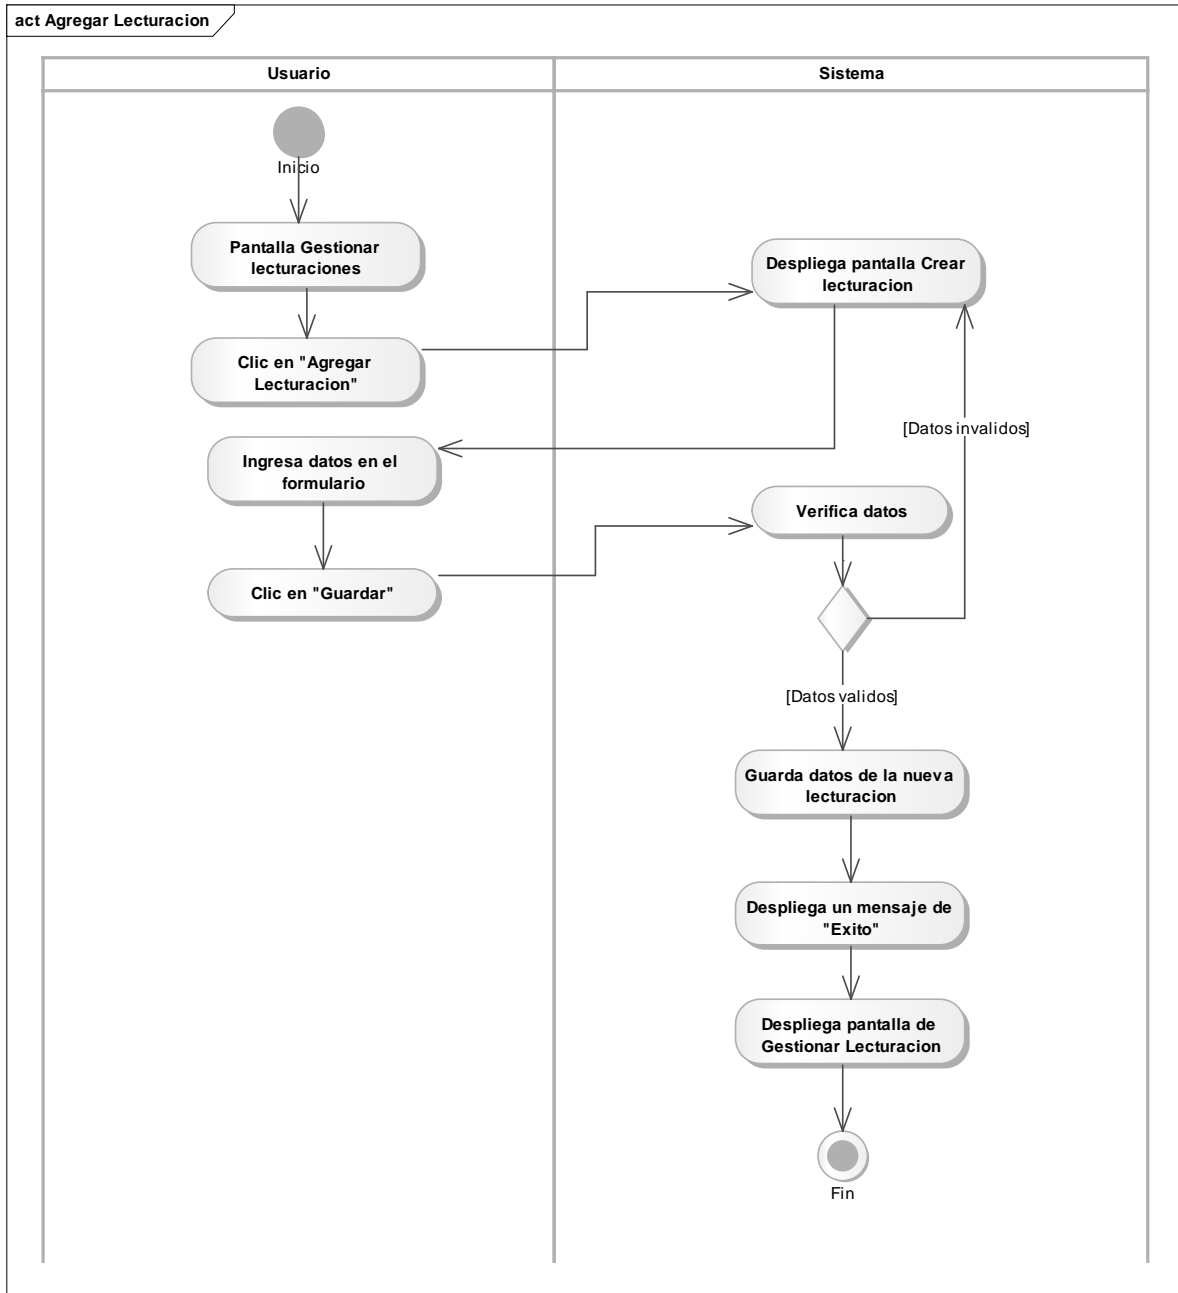 act Agregar Lecturacion
Usuario
Sistema
Inicio
Pantalla Gestionar
lecturaciones
Despliega pantalla Crear
lecturacion
Clic en "Agregar
Lecturacion"
[Datos invalidos]
Ingresa datos en el
formulario
Verifica datos
Clic en "Guardar"
[Datos validos]
Guarda datos de la nueva
lecturacion
Despliega un mensaje de
"Exito"
Despliega pantalla de
Gestionar Lecturacion
Fin